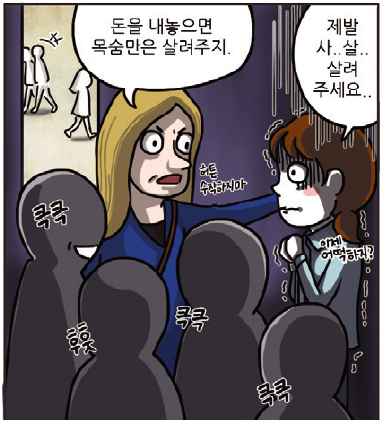 돈을 내놓으면
목숨만은 살려주지.
제발
사..살..
살려
주세요..
허튼
수작하지마
이제
어떡하지?
큭큭
후훗
큭큭
큭큭